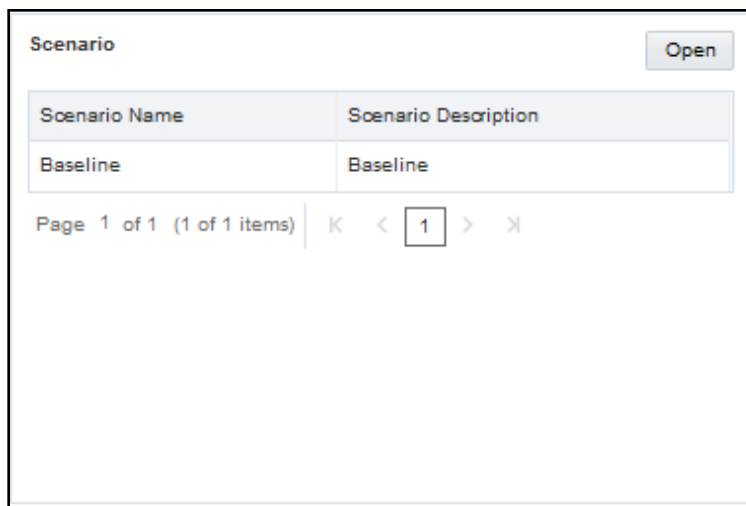 Scenario
Open
Scenario Name Scenario Description
Baseline Baseline
Page 1 of 1 (1 of 1 items) K < 1 > >|